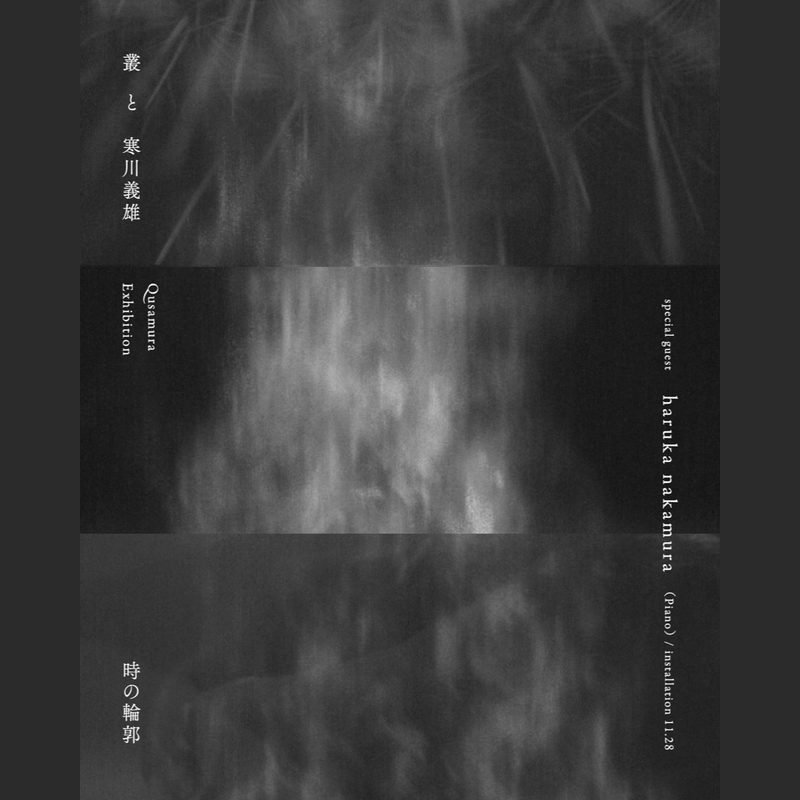 叢 と 寒川義雄
Qusamura
Exhibition
時の輪郭
special guest haruka nakamura (Piano) / installation 11.28